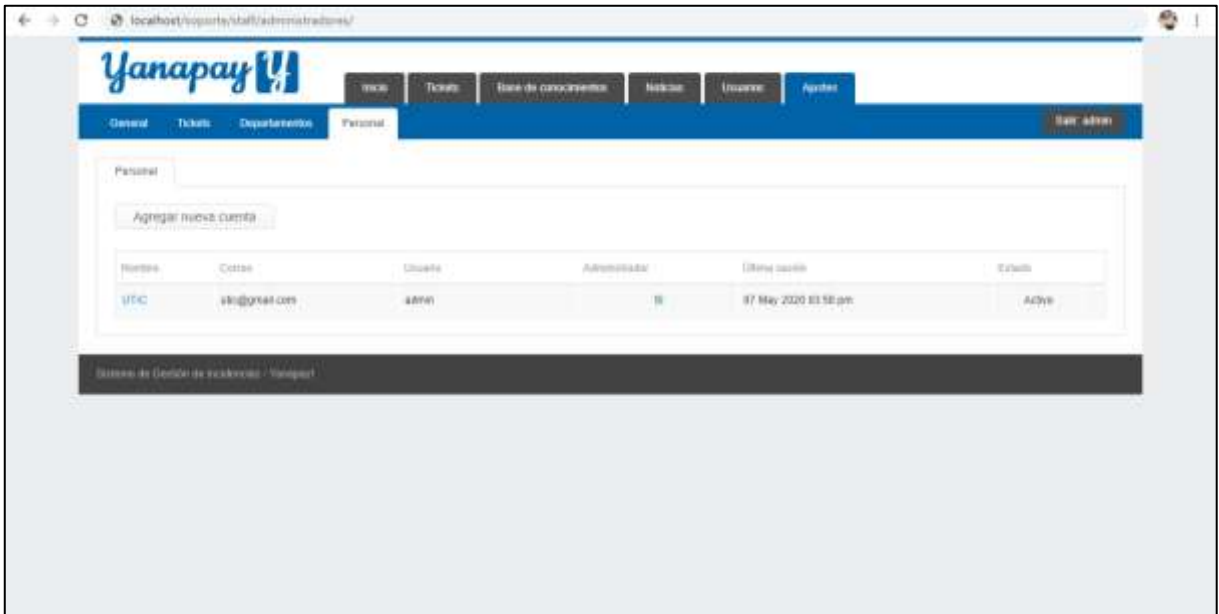 localhost/soporte/staff/administradores/
Yanapay
Inicio Tickets Base de conocimientos Noticias Usuarios Ajustes
General Tickets Departamentos Personal Salir: admin
Personal
Agregar nueva cuenta
Nombre Correo Usuario Administrador Última sesión Estado
UTIC utic@gmail.com admin 07 May 2020 03:58 pm Activo
Sistema de Gestión de Incidencias - Yanapay!